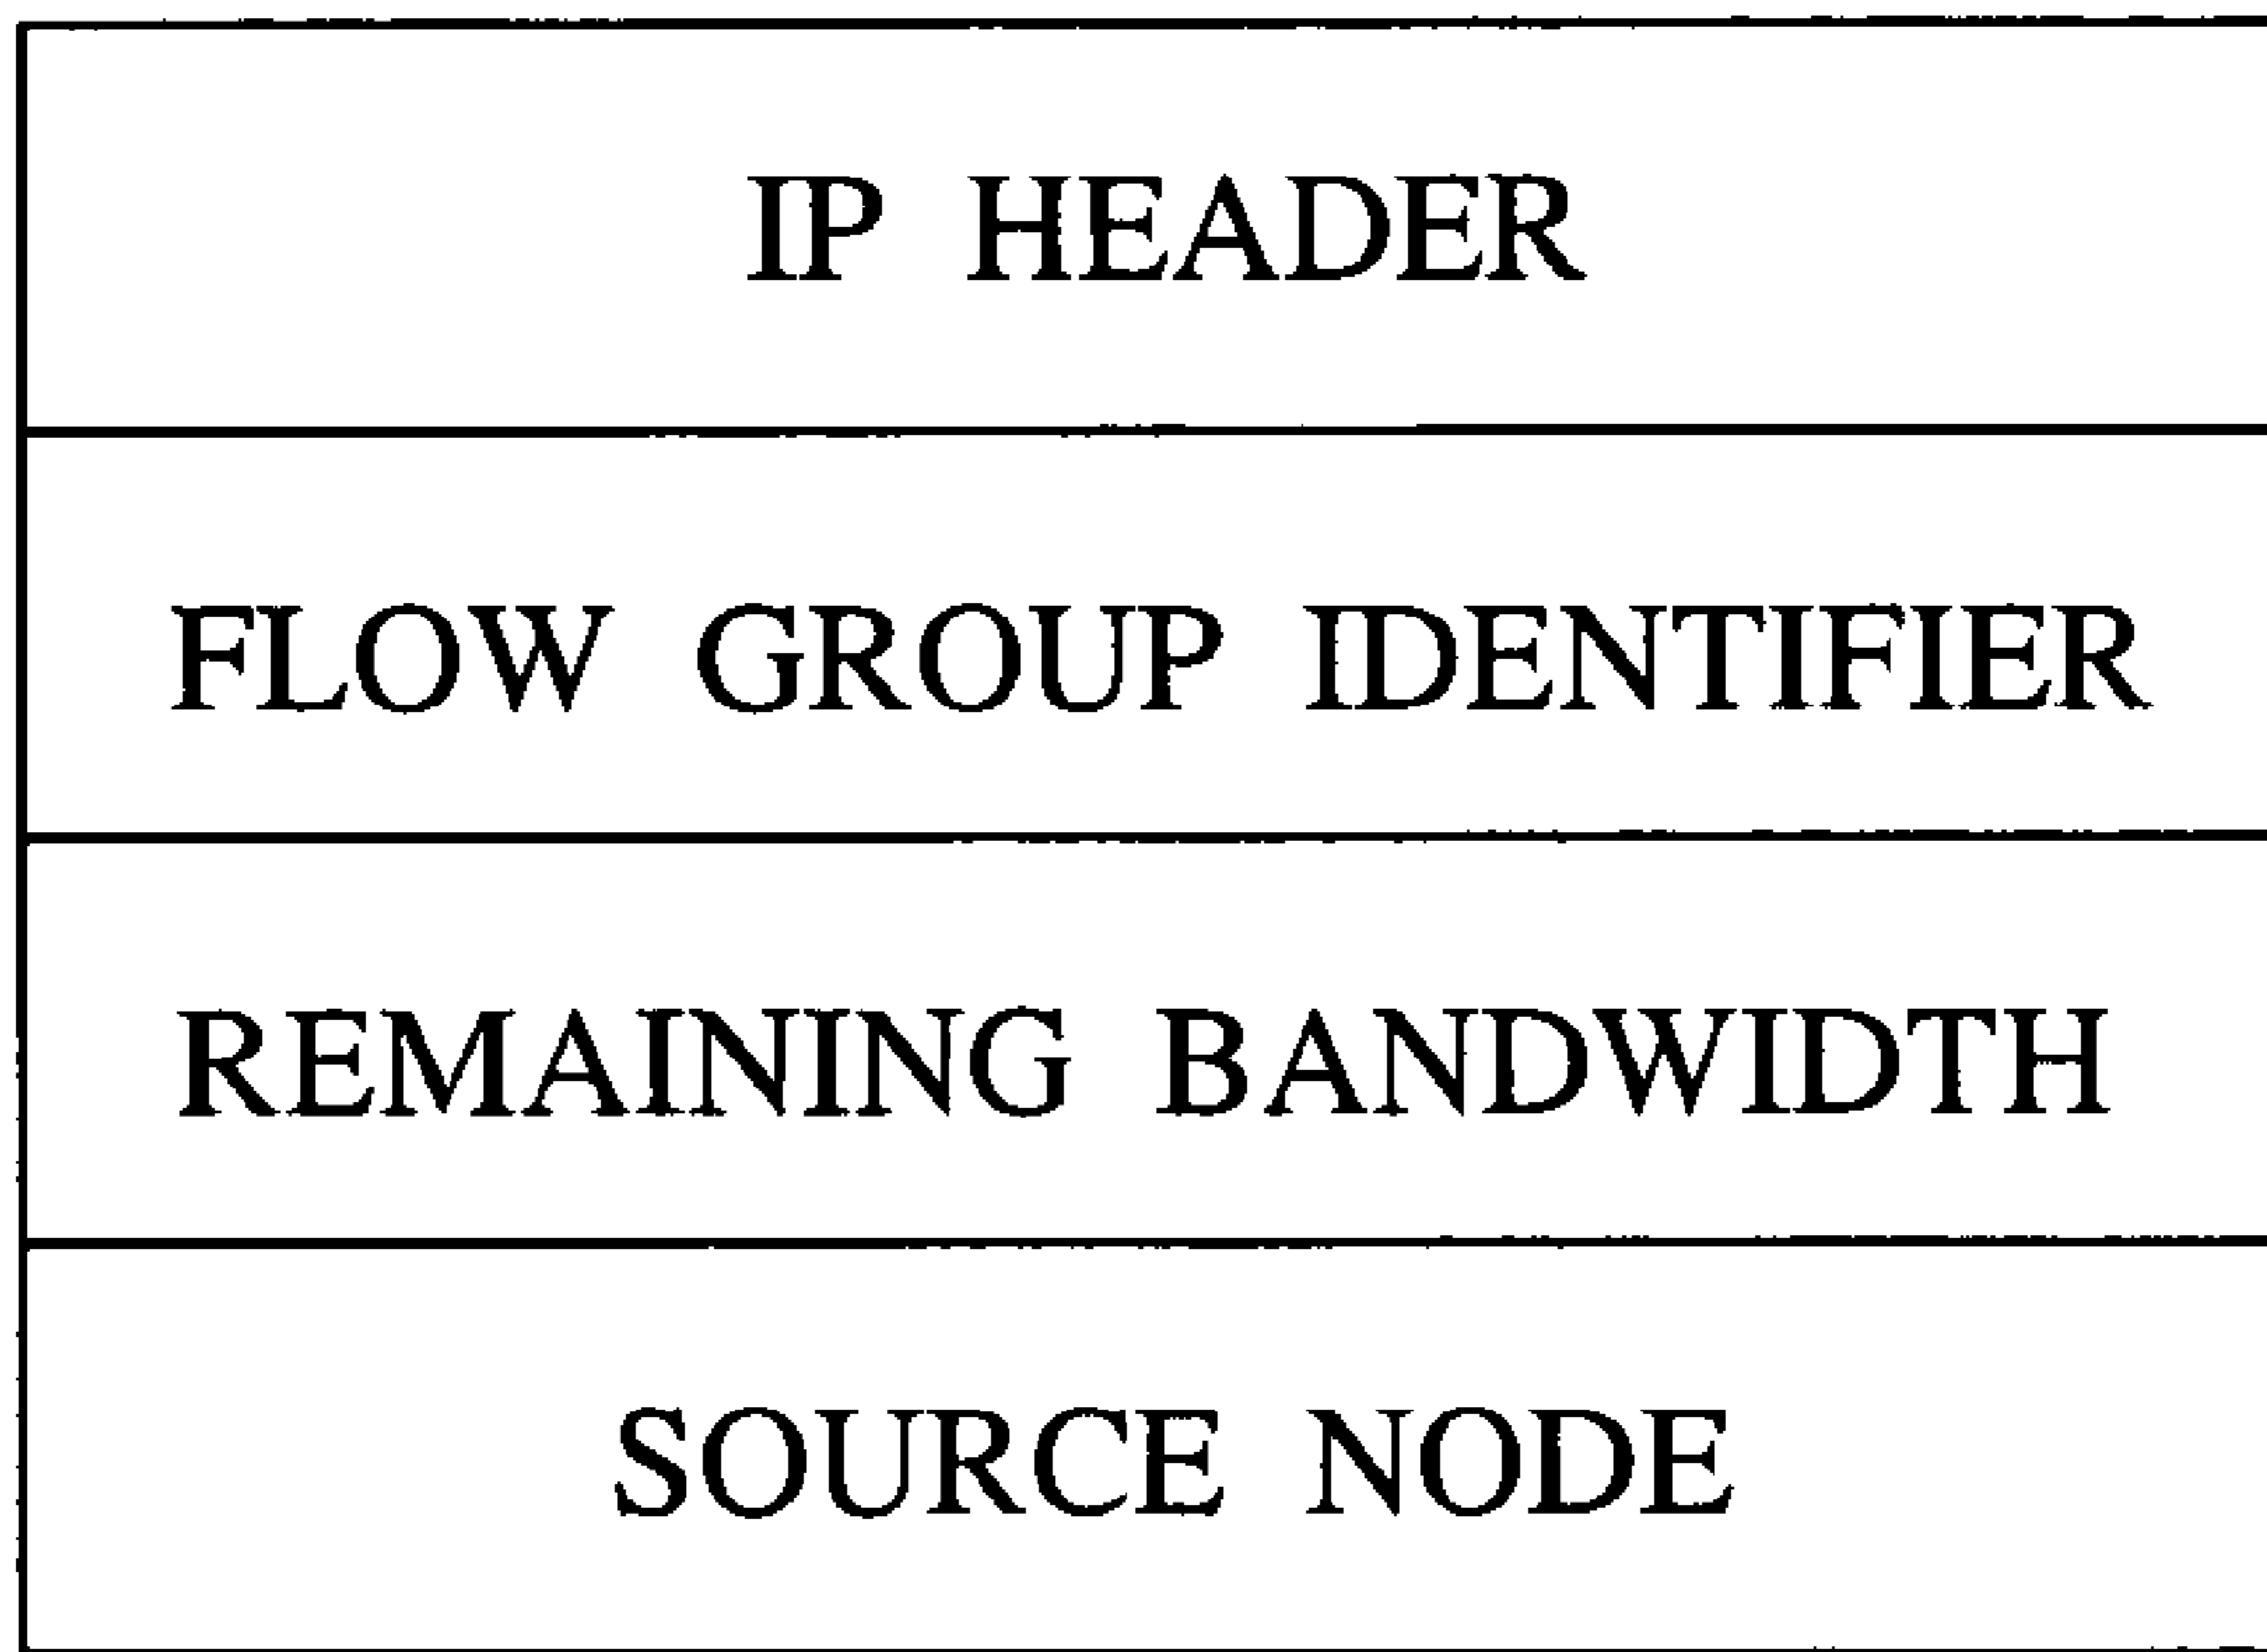 IP HEADER
FLOW GROUP IDENTIFIER
REMAINING BANDWIDTH
SOURCE NODE